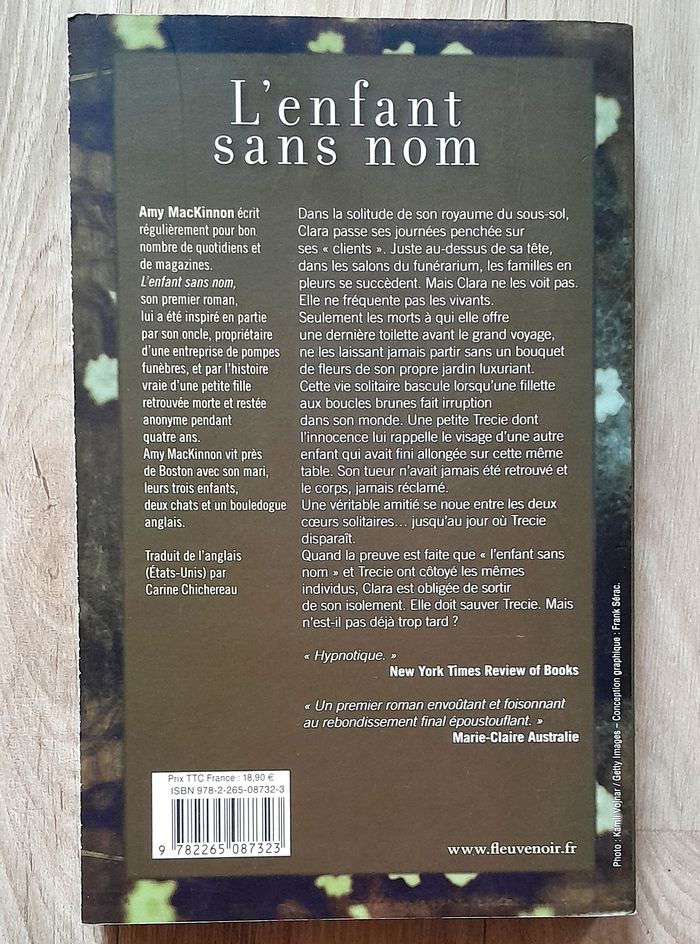 L'enfant
sans nom
Amy MacKinnon écrit
régulièrement pour bon
nombre de quotidiens et
de magazines.
L'enfant sans nom,
son premier roman,
lui a été inspiré en partie
par son oncle, propriétaire
d'une entreprise de pompes
funèbres, et par l'histoire
vraie d'une petite fille
retrouvée morte et restée
anonyme pendant
quatre ans.
Amy MacKinnon vit près
de Boston avec son mari,
leurs trois enfants,
deux chats et un bouledogue
anglais.
Traduit de l'anglais
(États-Unis) par
Carine Chichereau
Dans la solitude de son royaume du sous-sol,
Clara passe ses journées penchée sur
ses « clients ». Juste au-dessus de sa tête,
dans les salons du funérarium, les familles en
pleurs se succèdent. Mais Clara ne les voit pas.
Elle ne fréquente pas les vivants.
Seulement les morts à qui elle offre
une dernière toilette avant le grand voyage,
ne les laissant jamais partir sans un bouquet
de fleurs de son propre jardin luxuriant.
Cette vie solitaire bascule lorsqu'une fillette
aux boucles brunes fait irruption
dans son monde. Une petite Trecie dont
l'innocence lui rappelle le visage d'une autre
enfant qui avait fini allongée sur cette même
table. Son tueur n'avait jamais été retrouvé et
le corps, jamais réclamé.
Une véritable amitié se noue entre les deux
cœurs solitaires… jusqu'au jour où Trecie
disparaît.
Quand la preuve est faite que « l'enfant sans
nom » et Trecie ont côtoyé les mêmes
individus, Clara est obligée de sortir
de son isolement. Elle doit sauver Trecie. Mais
n'est-il pas déjà trop tard ?
« Hypnotique. »
New York Times Review of Books
« Un premier roman envoûtant et foisonnant
au rebondissement final époustouflant. »
Marie-Claire Australie
Prix TTC France : 18,90 €
ISBN 978-2-265-08732-3
9 782265 087323
www.fleuvenoir.fr
Photo : Kamil Vojnar / Getty Images – Conception graphique : Frank Sérac.